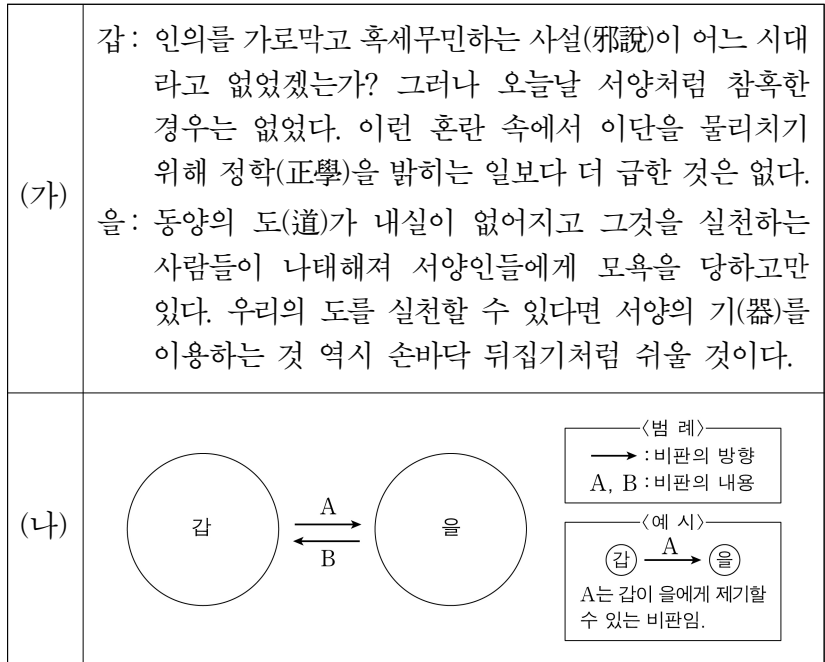 (가)
갑 : 인의를 가로막고 혹세무민하는 사설(邪說)이 어느 시대
라고 없었겠는가? 그러나 오늘날 서양처럼 참혹한
경우는 없었다. 이런 혼란 속에서 이단을 물리치기
위해 정학(正學)을 밝히는 일보다 더 급한 것은 없다.
을 : 동양의 도(道)가 내실이 없어지고 그것을 실천하는
사람들이 나태해져 서양인들에게 모욕을 당하고만
있다. 우리의 도를 실천할 수 있다면 서양의 기(器)를
이용하는 것 역시 손바닥 뒤집기처럼 쉬울 것이다.
(나)
갑
A
B
을
〈범 례〉
: 비판의 방향
A, B : 비판의 내용
〈예 시〉
갑 A 을
A는 갑이 을에게 제기할
수 있는 비판임.